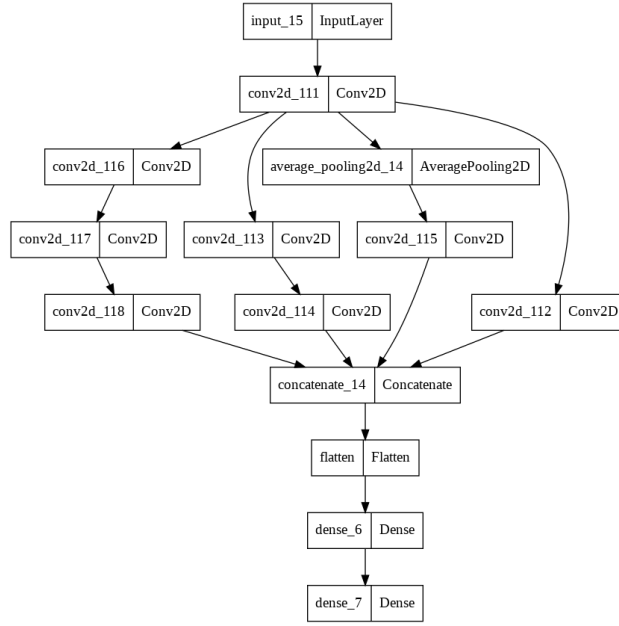 input_15 InputLayer
conv2d_111 Conv2D
conv2d_116 Conv2D average_pooling2d_14 AveragePooling2D
conv2d_117 Conv2D conv2d_113 Conv2D conv2d_115 Conv2D
conv2d_118 Conv2D conv2d_114 Conv2D conv2d_112 Conv2D
concatenate_14 Concatenate
flatten Flatten
dense_6 Dense
dense_7 Dense